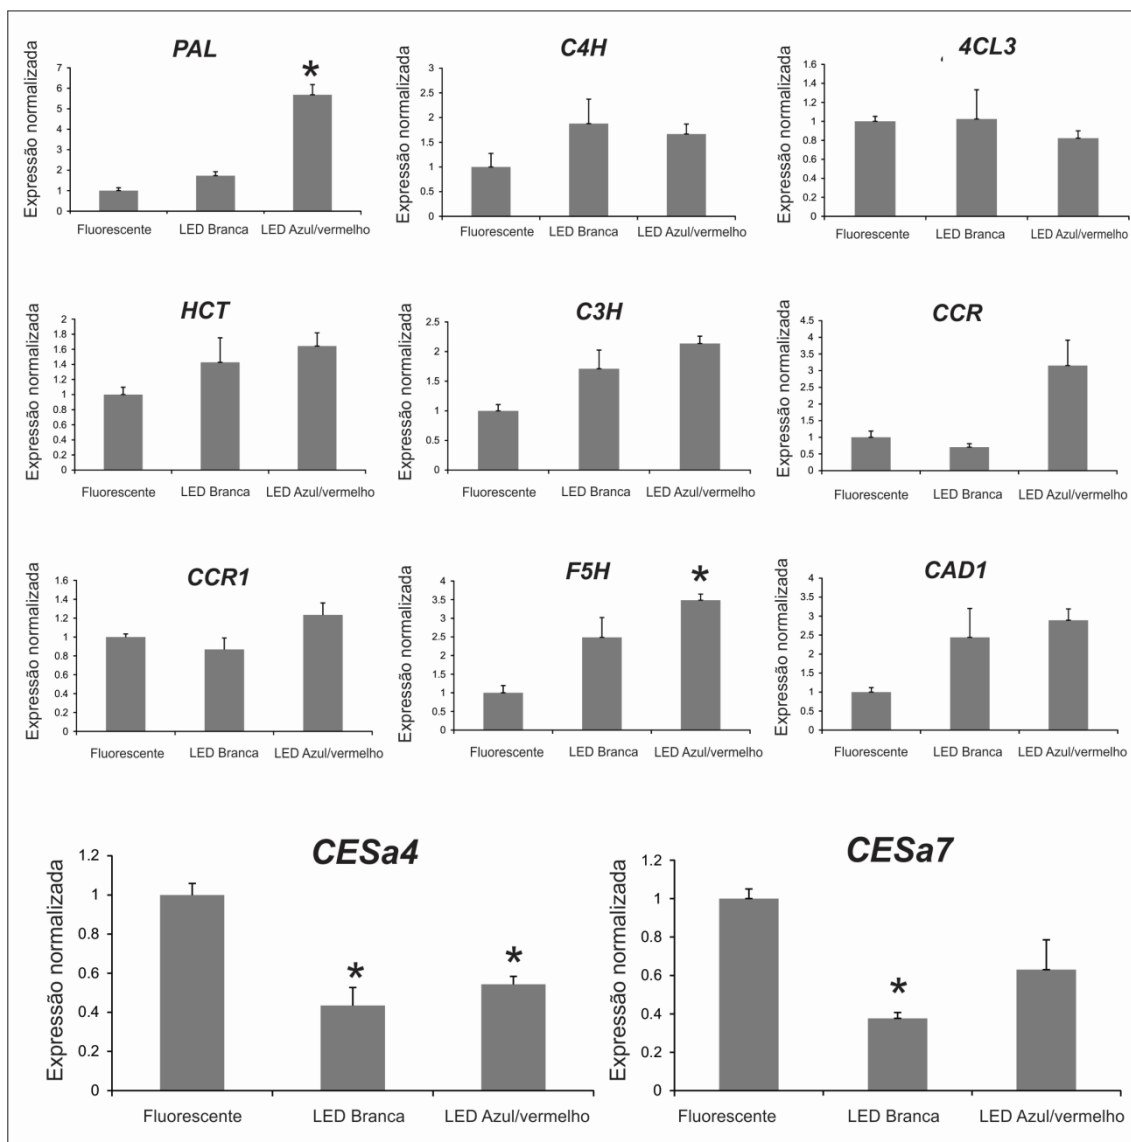 PAL
Expressão normalizada
7
6
5
4
3
2
1
0
*
Fluorescente LED Branca LED Azul/vermelho
C4H
Expressão normalizada
3
2.5
2
1.5
1
0.5
0
Fluorescente LED Branca LED Azul/vermelho
4CL3
Expressão normalizada
1.6
1.4
1.2
1
0.8
0.6
0.4
0.2
0
Fluorescente LED Branca LED Azul/vermelho
HCT
Expressão normalizada
2
1.8
1.6
1.4
1.2
1
0.8
0.6
0.4
0.2
0
Fluorescente LED Branca LED Azul/vermelho
C3H
Expressão normalizada
2.5
2
1.5
1
0.5
0
Fluorescente LED Branca LED Azul/vermelho
CCR
Expressão normalizada
4.5
4
3.5
3
2.5
2
1.5
1
0.5
0
Fluorescente LED Branca LED Azul/vermelho
CCR1
Expressão normalizada
1.6
1.4
1.2
1
0.8
0.6
0.4
0.2
0
Fluorescente LED Branca LED Azul/vermelho
F5H
Expressão normalizada
4
3.5
3
2.5
2
1.5
1
0.5
0
*
Fluorescente LED Branca LED Azul/vermelho
CAD1
Expressão normalizada
4
3.5
3
2.5
2
1.5
1
0.5
0
Fluorescente LED Branca LED Azul/vermelho
CESa4
Expressão normalizada
1.2
1
0.8
0.6
0.4
0.2
0
*
*
Fluorescente LED Branca LED Azul/vermelho
CESa7
Expressão normalizada
1.2
1
0.8
0.6
0.4
0.2
0
*
Fluorescente LED Branca LED Azul/vermelho